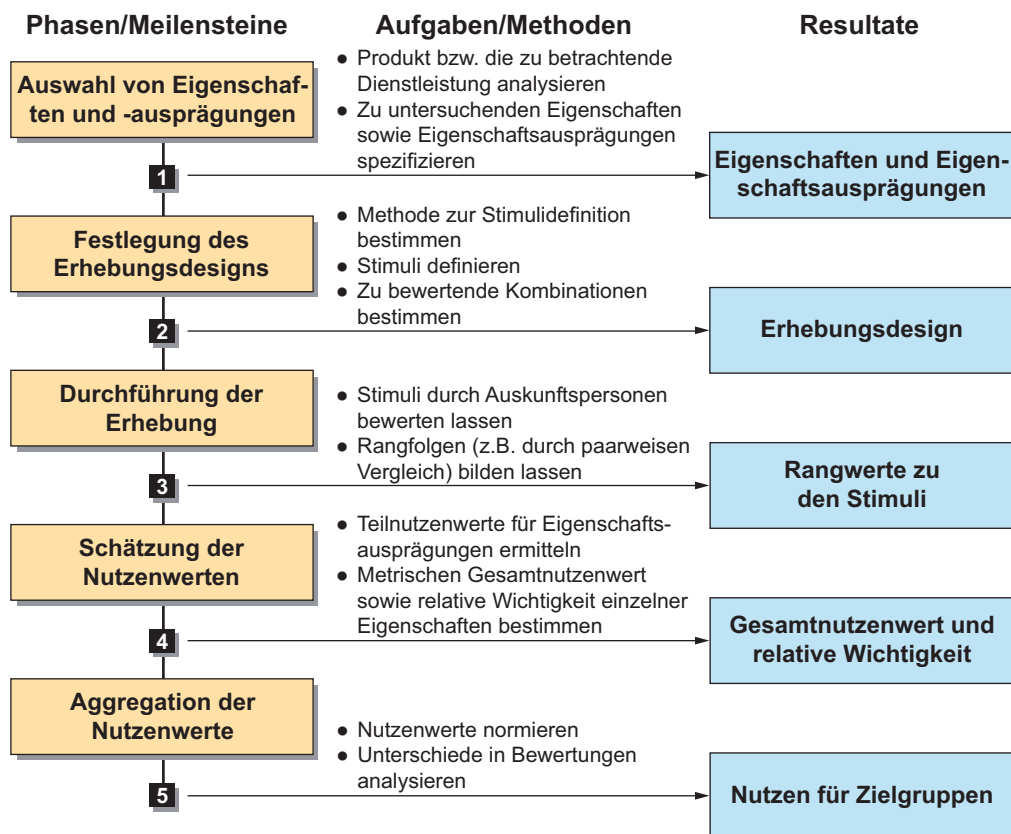 Phasen/Meilensteine
Aufgaben/Methoden
Resultate
Auswahl von Eigenschaf-
ten und -ausprägungen
● Produkt bzw. die zu betrachtende
Dienstleistung analysieren
● Zu untersuchenden Eigenschaften
sowie Eigenschaftsausprägungen
spezifizieren
1
Eigenschaften und Eigen-
schaftsausprägungen
Festlegung des
Erhebungsdesigns
● Methode zur Stimulidefinition
bestimmen
● Stimuli definieren
● Zu bewertende Kombinationen
bestimmen
2
Erhebungsdesign
Durchführung der
Erhebung
● Stimuli durch Auskunftspersonen
bewerten lassen
● Rangfolgen (z.B. durch paarweisen
Vergleich) bilden lassen
3
Rangwerte zu
den Stimuli
Schätzung der
Nutzenwerten
● Teilnutzenwerte für Eigenschafts-
ausprägungen ermitteln
● Metrischen Gesamtnutzenwert
sowie relative Wichtigkeit einzelner
Eigenschaften bestimmen
4
Gesamtnutzenwert und
relative Wichtigkeit
Aggregation der
Nutzenwerte
● Nutzenwerte normieren
● Unterschiede in Bewertungen
analysieren
5
Nutzen für Zielgruppen